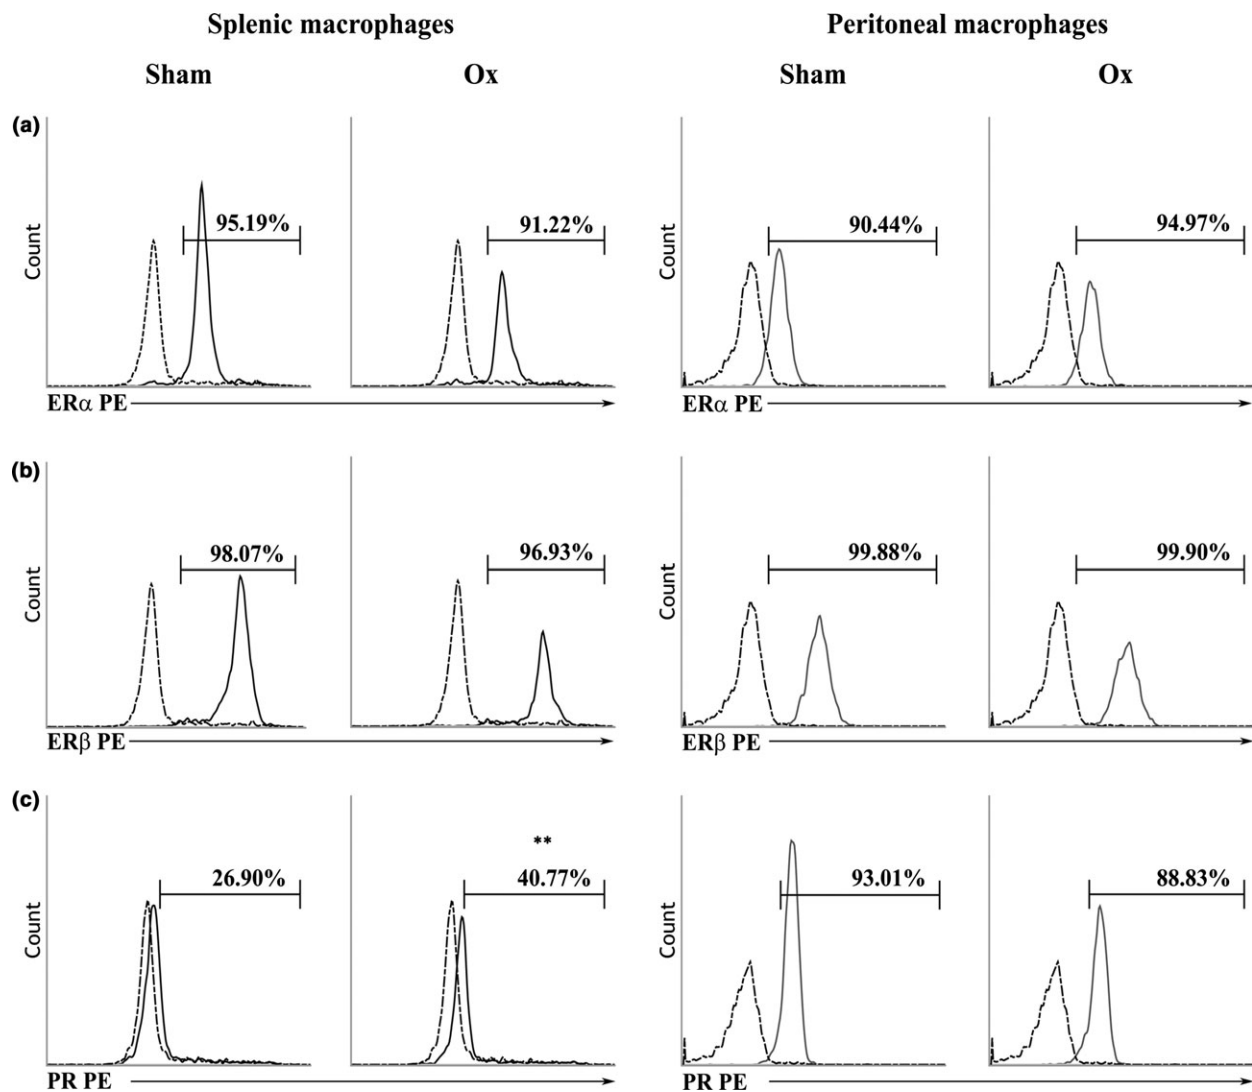 Splenic macrophages Peritoneal macrophages
Sham Ox Sham Ox
(a)
95.19% 91.22% 90.44% 94.97%
Count Count
ERα PE ERα PE
(b)
98.07% 96.93% 99.88% 99.90%
Count Count
ERβ PE ERβ PE
(c)
**
26.90% 40.77% 93.01% 88.83%
Count Count
PR PE PR PE